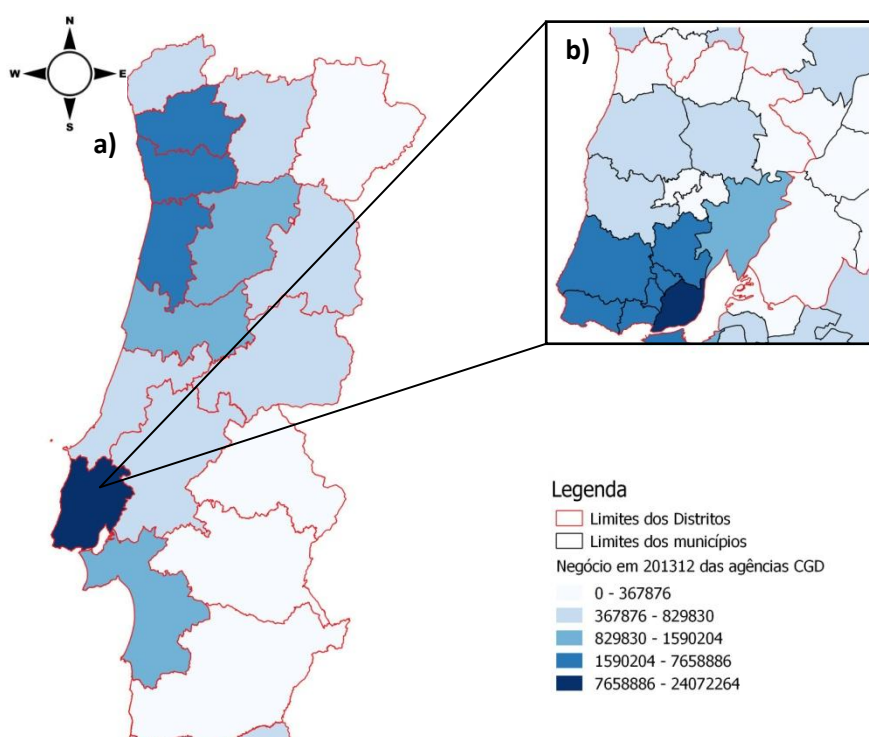 N
W
E
S
a)
b)
Legenda
Limites dos Distritos
Limites dos municípios
Negócio em 201312 das agências CGD
0 - 367876
367876 - 829830
829830 - 1590204
1590204 - 7658886
7658886 - 24072264